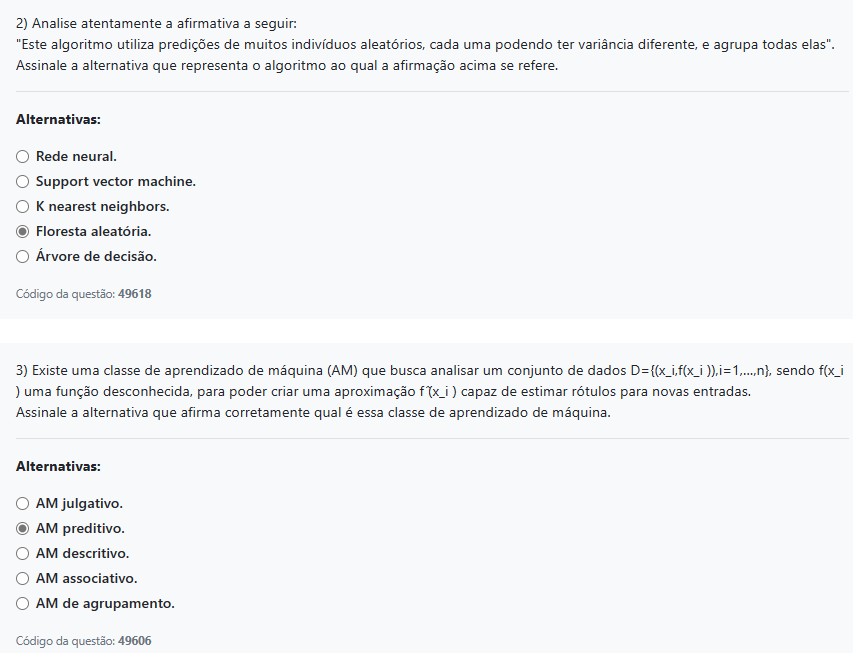 2) Analise atentamente a afirmativa a seguir:
"Este algoritmo utiliza predições de muitos indivíduos aleatórios, cada uma podendo ter variância diferente, e agrupa todas elas".
Assinale a alternativa que representa o algoritmo ao qual a afirmação acima se refere.
Alternativas:
Rede neural.
Support vector machine.
K nearest neighbors.
Floresta aleatória.
Árvore de decisão.
Código da questão: 49618
3) Existe uma classe de aprendizado de máquina (AM) que busca analisar um conjunto de dados D={(x_i,f(x_i )),i=1,...,n}, sendo f(x_i
) uma função desconhecida, para poder criar uma aproximação f ̃(x_i ) capaz de estimar rótulos para novas entradas.
Assinale a alternativa que afirma corretamente qual é essa classe de aprendizado de máquina.
Alternativas:
AM julgativo.
AM preditivo.
AM descritivo.
AM associativo.
AM de agrupamento.
Código da questão: 49606